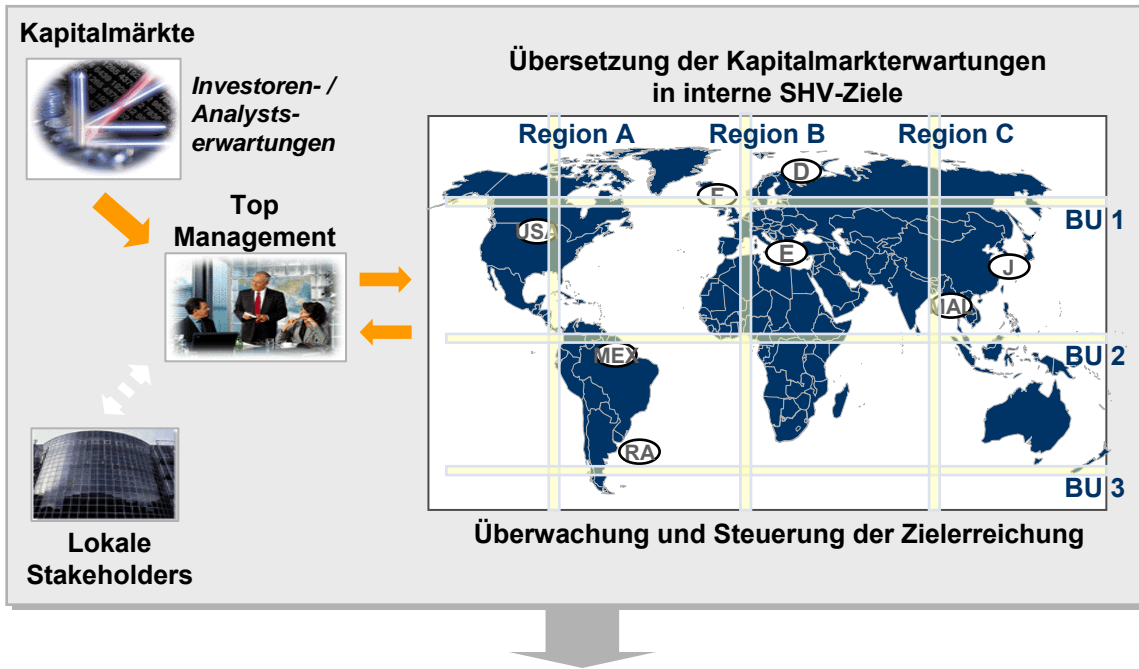 Kapitalmärkte
Investoren- /
Analysts-
erwartungen
Top
Management
Lokale
Stakeholders
Übersetzung der Kapitalmarkterwartungen
in interne SHV-Ziele
Region A
Region B
Region C
D
F
BU 1
USA
E
J
MAL
BU 2
MEX
RA
BU 3
Überwachung und Steuerung der Zielerreichung